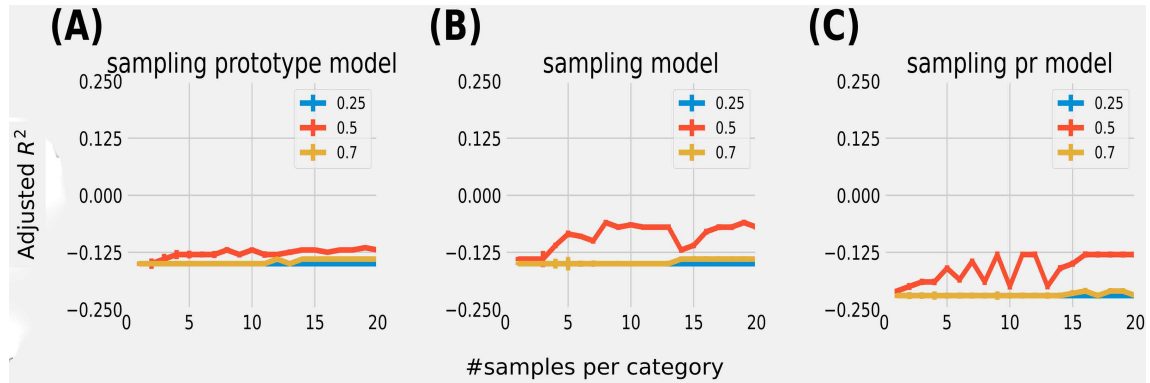 (A) (B) (C)
sampling prototype model sampling model sampling pr model
0.250 0.250 0.250
0.25 0.25 0.25
0.125 0.5 0.125 0.5 0.125 0.5
0.7 0.7 0.7
0.000 0.000 0.000
Adjusted R²
−0.125 −0.125 −0.125
−0.250 −0.250 −0.250
0 5 10 15 20 0 5 10 15 20 0 5 10 15 20
#samples per category